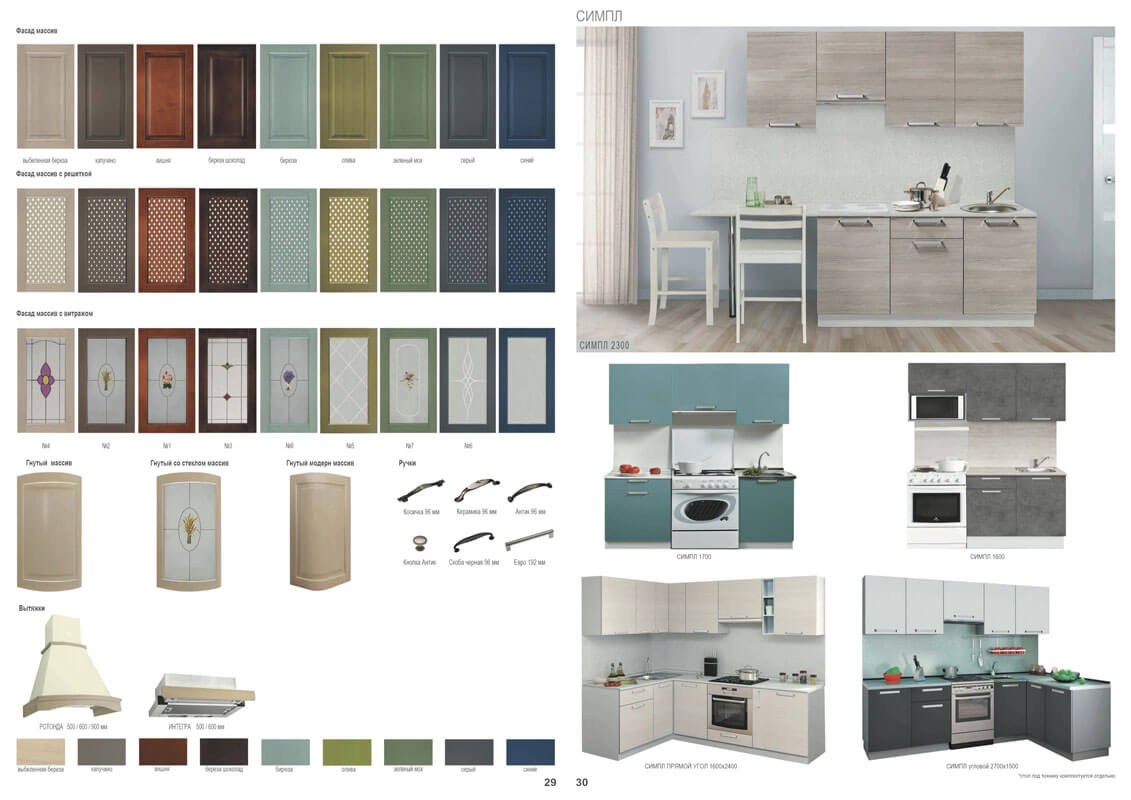 Фасад массив
выбеленная береза капучино вишня береза шоколад бирюза олива зеленый мох серый синий
Фасад массив с решеткой
Фасад массив с витражом
№4 №2 №1 №3 №8 №5 №7 №6
Гнутый массив
Гнутый со стеклом массив
Гнутый модерн массив
Ручки
Косичка 96 мм Керамика 96 мм Антик 96 мм
Кнопка Антик Скоба черная 96 мм Евро 192 мм
Вытяжки
РОТОНДА 500 / 600 / 900 мм
ИНТЕГРА 500 / 600 мм
выбеленная береза капучино вишня береза шоколад бирюза олива зеленый мох серый синий
29
СИМПЛ
СИМПЛ 2300
СИМПЛ 1700
СИМПЛ 1600
СИМПЛ ПРЯМОЙ УГОЛ 1600х2400
СИМПЛ угловой 2700х1500
*стол под технику комплектуется отдельно
30